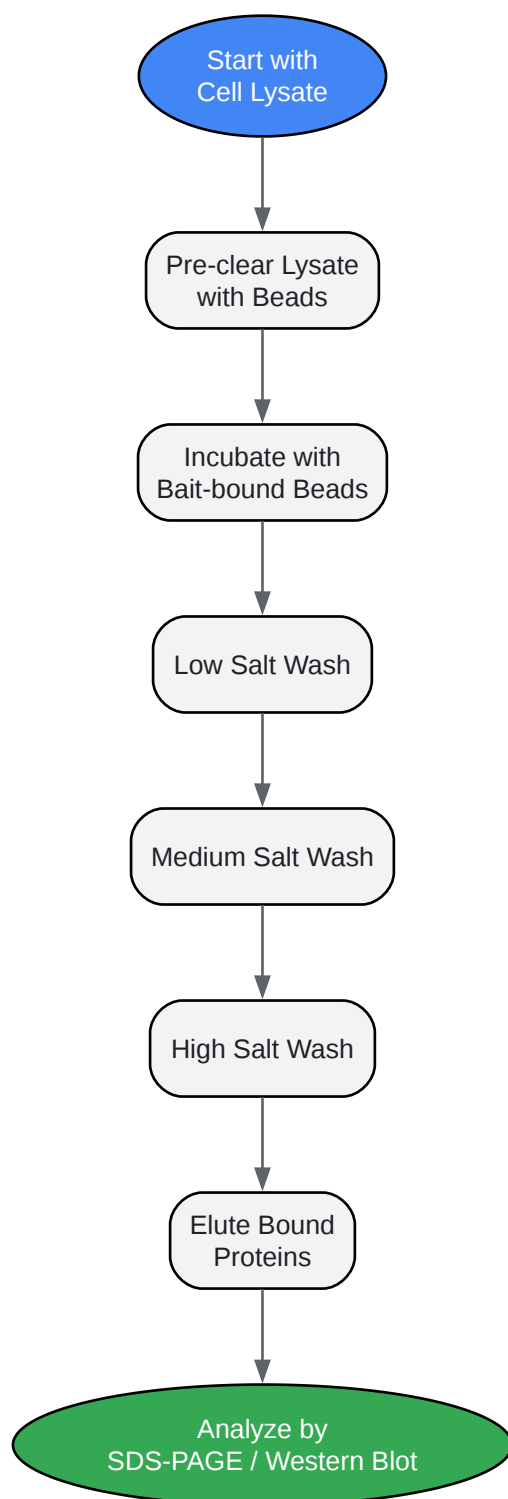 Start with
Cell Lysate
Pre-clear Lysate
with Beads
Incubate with
Bait-bound Beads
Low Salt Wash
Medium Salt Wash
High Salt Wash
Elute Bound
Proteins
Analyze by
SDS-PAGE / Western Blot